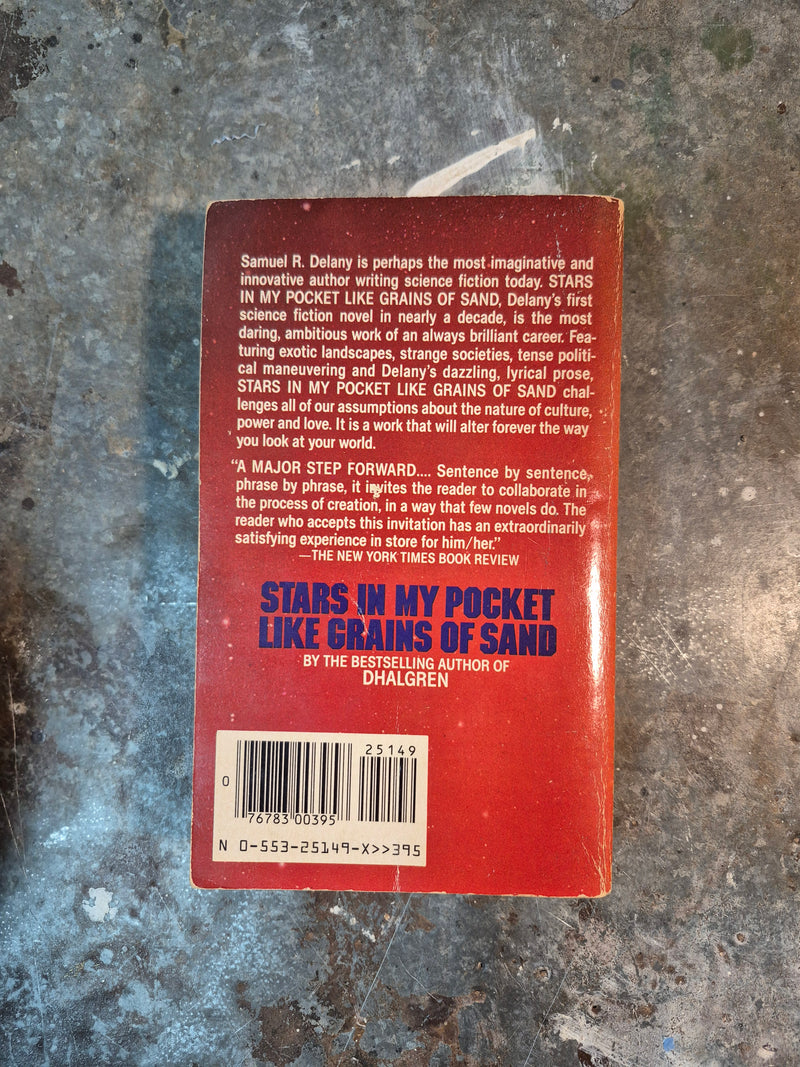 Samuel R. Delany is perhaps the most imaginative and
innovative author writing science fiction today. STARS
IN MY POCKET LIKE GRAINS OF SAND, Delany's first
science fiction novel in nearly a decade, is the most
daring, ambitious work of an always brilliant career. Fea-
turing exotic landscapes, strange societies, tense politi-
cal maneuvering and Delany's dazzling, lyrical prose,
STARS IN MY POCKET LIKE GRAINS OF SAND chal-
lenges all of our assumptions about the nature of culture,
power and love. It is a work that will alter forever the way
you look at your world.
"A MAJOR STEP FORWARD.... Sentence by sentence,
phrase by phrase, it invites the reader to collaborate in
the process of creation, in a way that few novels do. The
reader who accepts this invitation has an extraordinarily
satisfying experience in store for him/her."
—THE NEW YORK TIMES BOOK REVIEW
STARS IN MY POCKET
LIKE GRAINS OF SAND
BY THE BESTSELLING AUTHOR OF
DHALGREN
25149
0
76783 00395
N 0-553-25149-X>>395